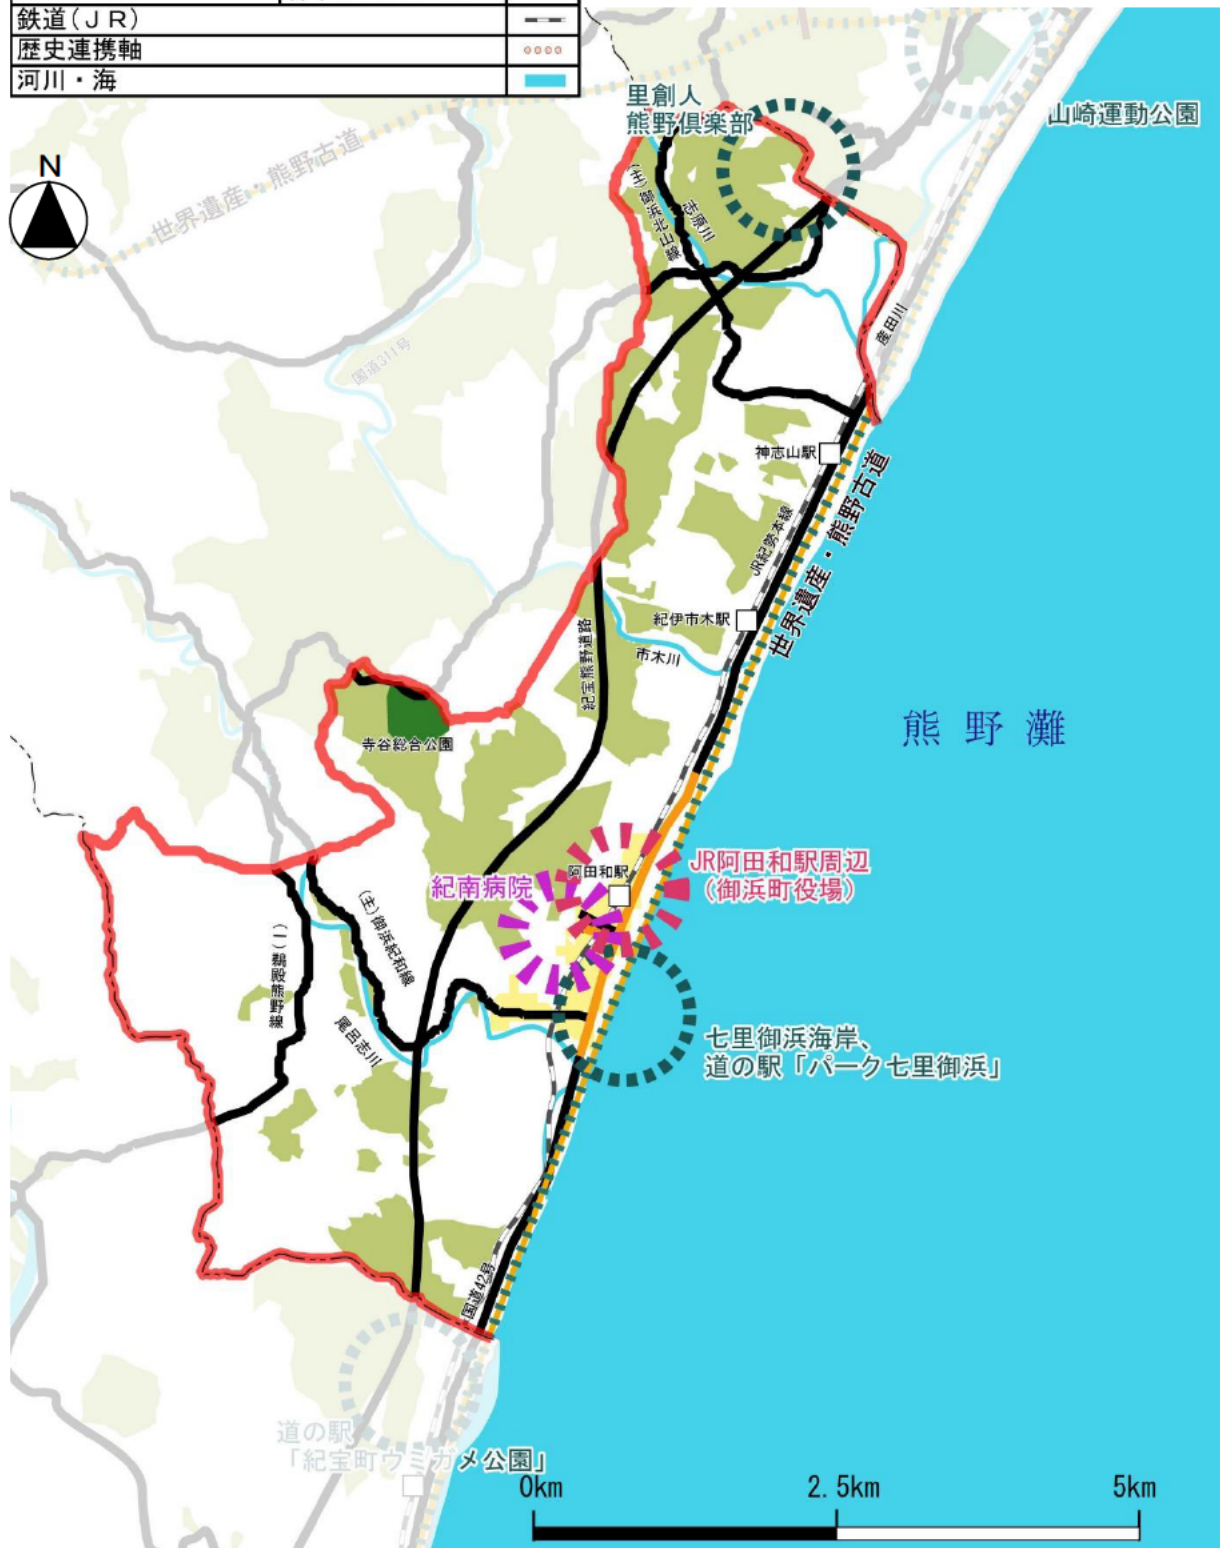 鉄道(JR)
歴史連携軸
河川・海
里創人
熊野倶楽部
山崎運動公園
N
世界遺産・熊野古道
(主)御浜北山線
志原川
産田川
国道311号
神志山駅
世界遺産・熊野古道
JR紀勢本線
紀伊市木駅
市木川
紀宝熊野道路
熊野灘
寺谷総合公園
阿田和駅
JR阿田和駅周辺
(御浜町役場)
紀南病院
(主)御浜紀和線
(一)鵜殿熊野線
尾呂志川
七里御浜海岸、
道の駅「パーク七里御浜」
国道42号
道の駅
「紀宝町ウミガメ公園」
0km 2.5km 5km